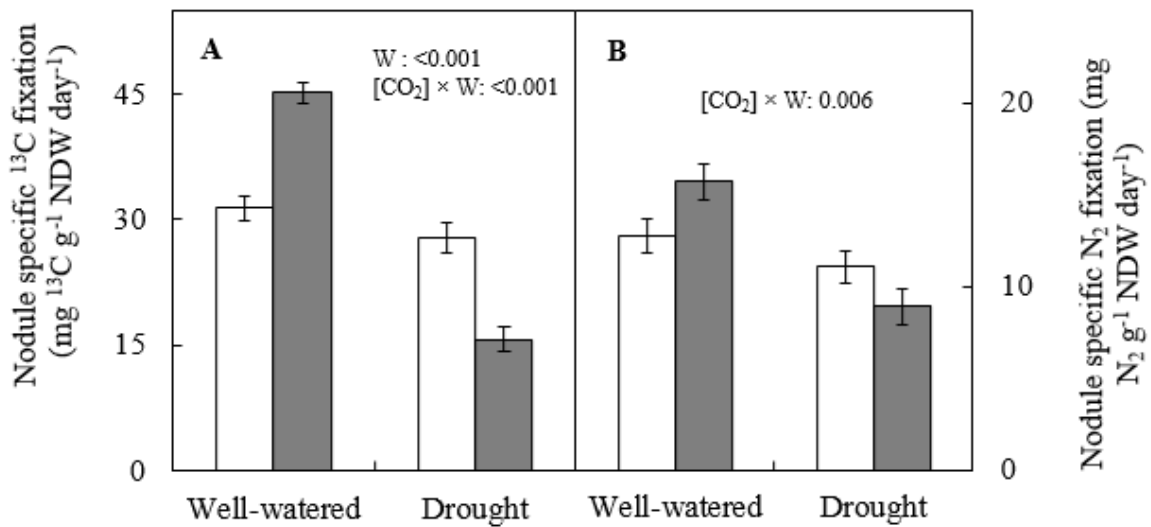 Nodule specific ¹³C fixation
(mg ¹³C g⁻¹ NDW day⁻¹)
45
30
15
0
A
W : <0.001
[CO₂] × W: <0.001
B
[CO₂] × W: 0.006
20
10
0
Nodule specific N₂ fixation (mg
N₂ g⁻¹ NDW day⁻¹)
Well-watered
Drought
Well-watered
Drought